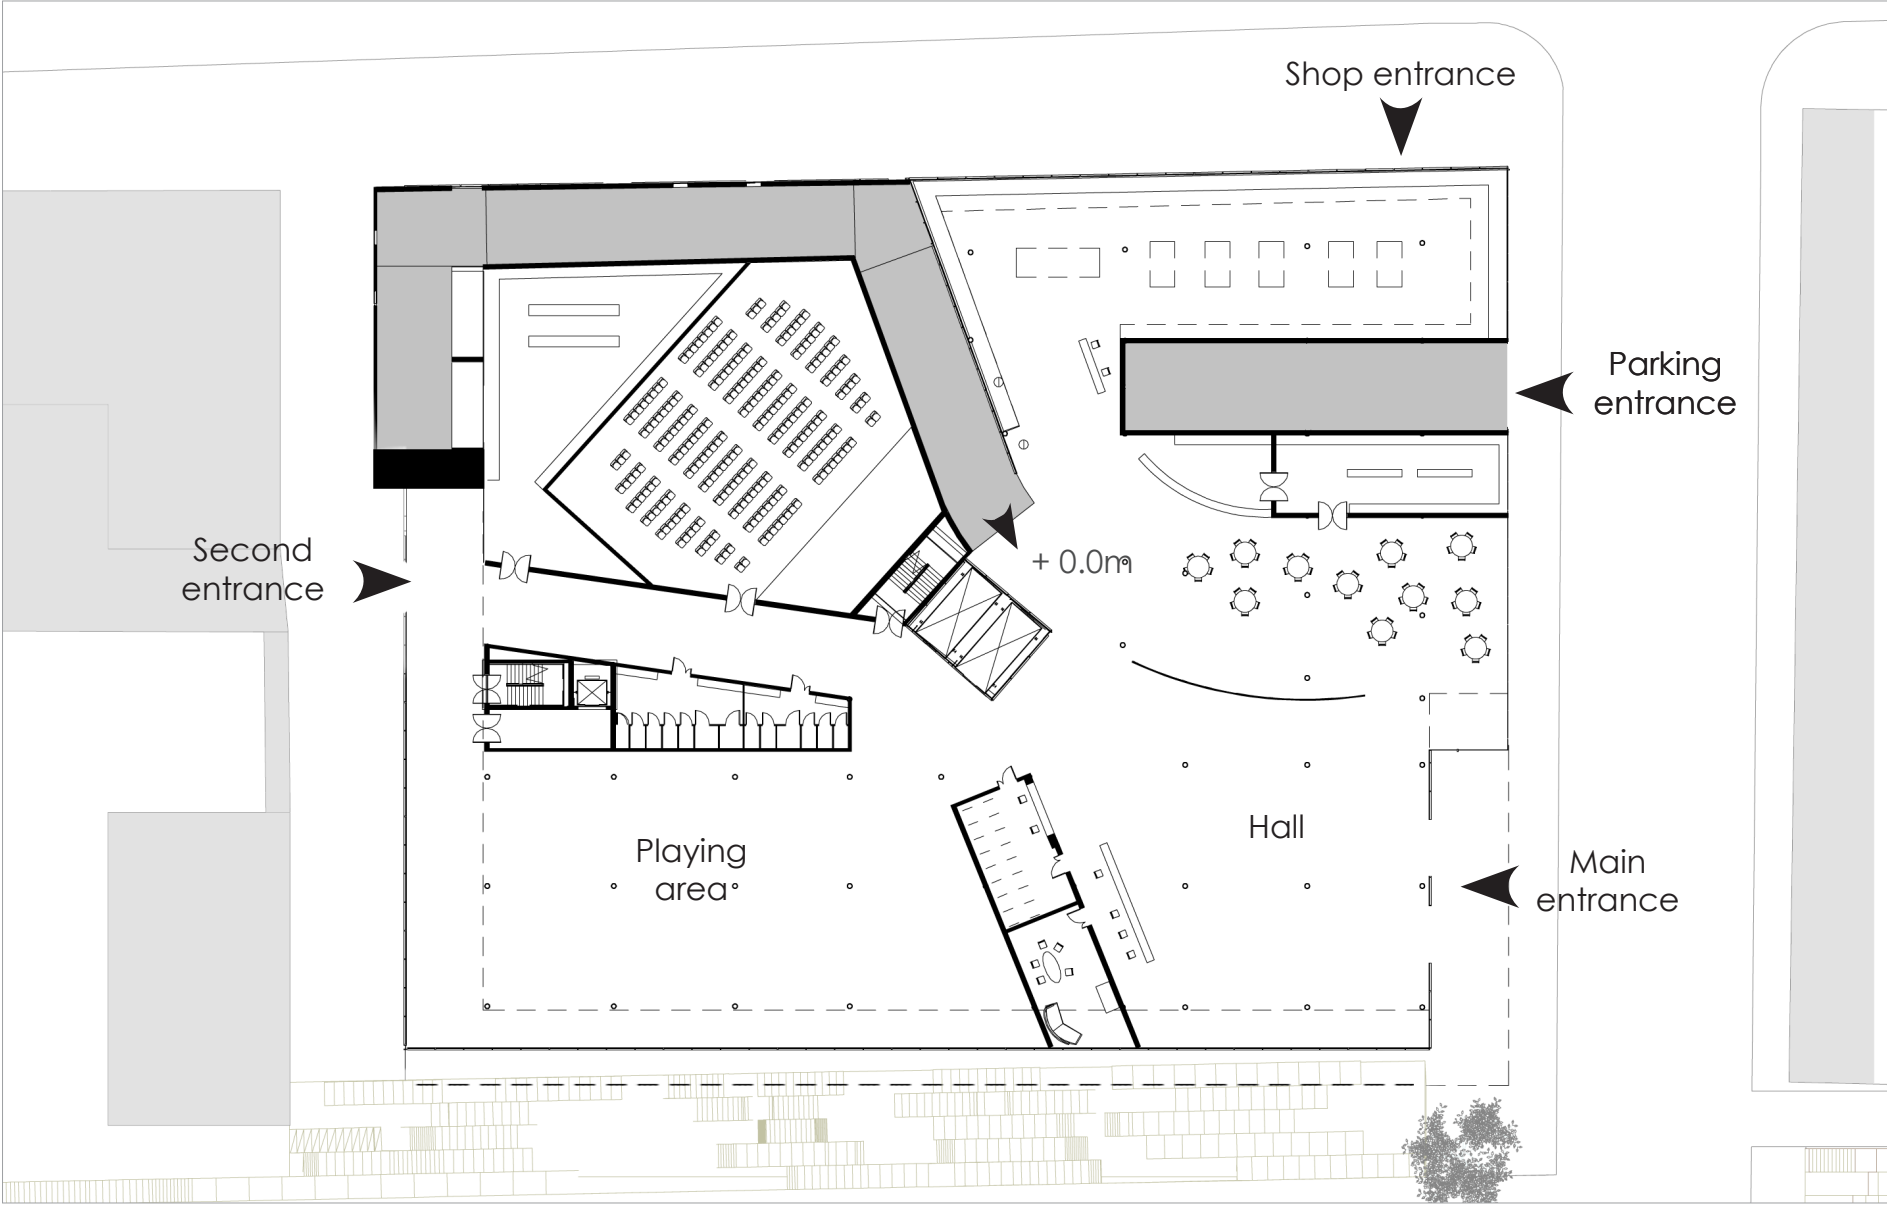 Shop entrance
Parking
entrance
Second
entrance
+ 0.0m
Hall
Playing
area
Main
entrance